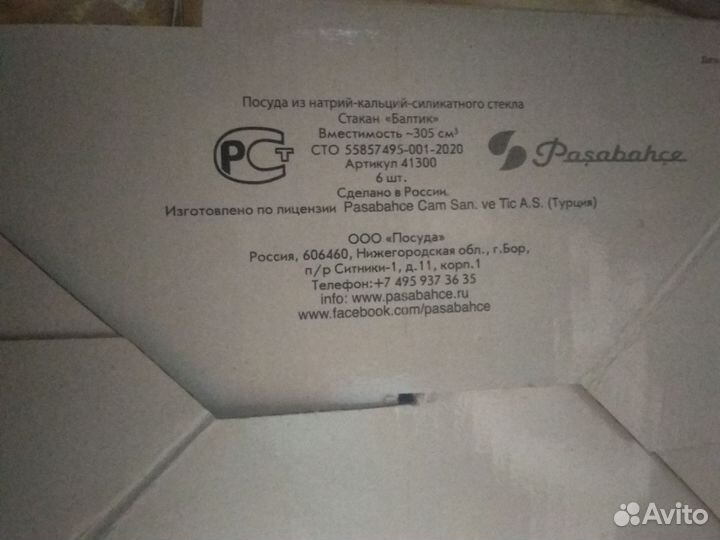 Посуда из натрий-кальций-силикатного стекла
Стакан «Балтик»
Вместимость ~305 см³
СТО 55857495-001-2020
Артикул 41300
6 шт.
Сделано в России.
Изготовлено по лицензии Pasabahce Cam San. ve Tic A.S. (Турция)
РСТ
Paşabahçe
ООО «Посуда»
Россия, 606460, Нижегородская обл., г.Бор,
п/р Ситники-1, д.11, корп.1
Телефон:+7 495 937 36 35
info: www.pasabahce.ru
www.facebook.com/pasabahce
Avito